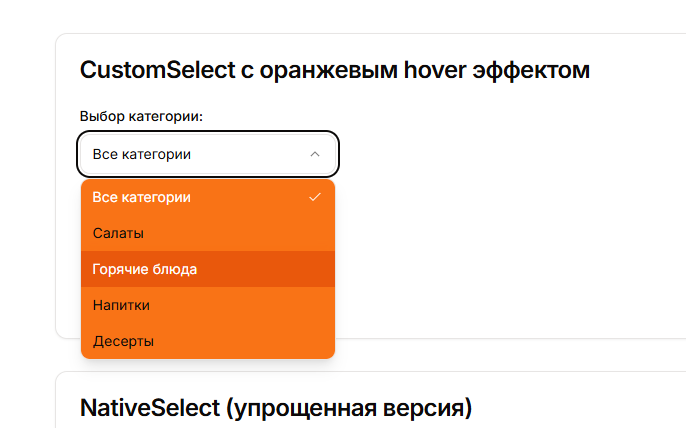 CustomSelect с оранжевым hover эффектом
Выбор категории:
Все категории
Все категории
Салаты
Горячие блюда
Напитки
Десерты
NativeSelect (упрощенная версия)